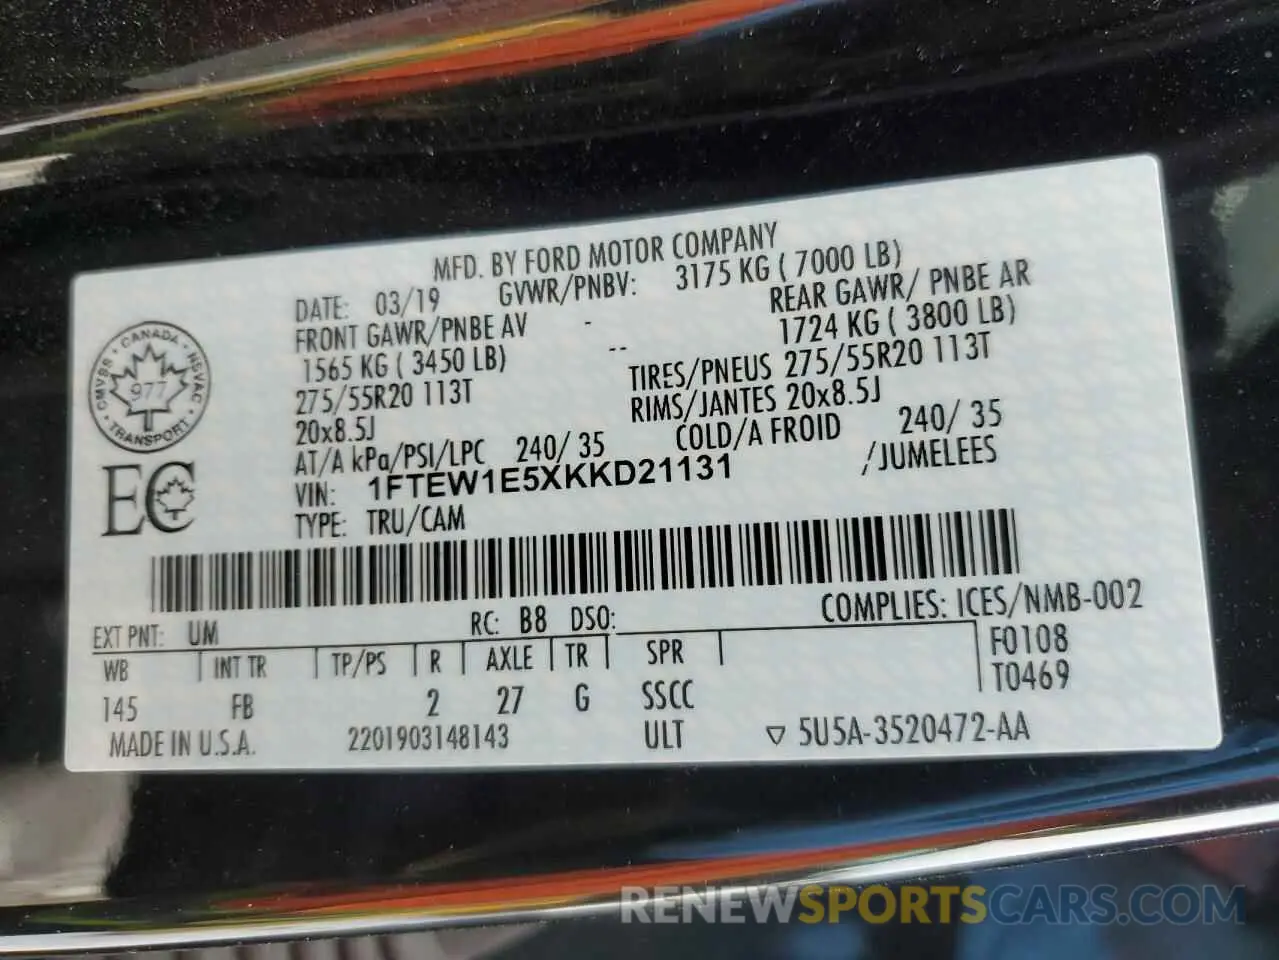 MFD. BY FORD MOTOR COMPANY
DATE: 03/19 GVWR/PNBV: 3175 KG ( 7000 LB)
FRONT GAWR/PNBE AV - REAR GAWR/ PNBE AR
1565 KG ( 3450 LB) -- 1724 KG ( 3800 LB)
275/55R20 113T TIRES/PNEUS 275/55R20 113T
20x8.5J RIMS/JANTES 20x8.5J
AT/A kPa/PSI/LPC 240/ 35 COLD/A FROID 240/ 35
VIN: 1FTEW1E5XKKD21131 /JUMELEES
TYPE: TRU/CAM
CMVSS • CANADA • NSVAC • TRANSPORT •
977
EC
EXT PNT: UM RC: B8 DSO: COMPLIES: ICES/NMB-002
WB INT TR TP/PS R AXLE TR SPR F0108
145 FB 2 27 G SSCC T0469
MADE IN U.S.A. 2201903148143 ULT ▽ 5U5A-3520472-AA
RENEWSPORTSCARS.COM